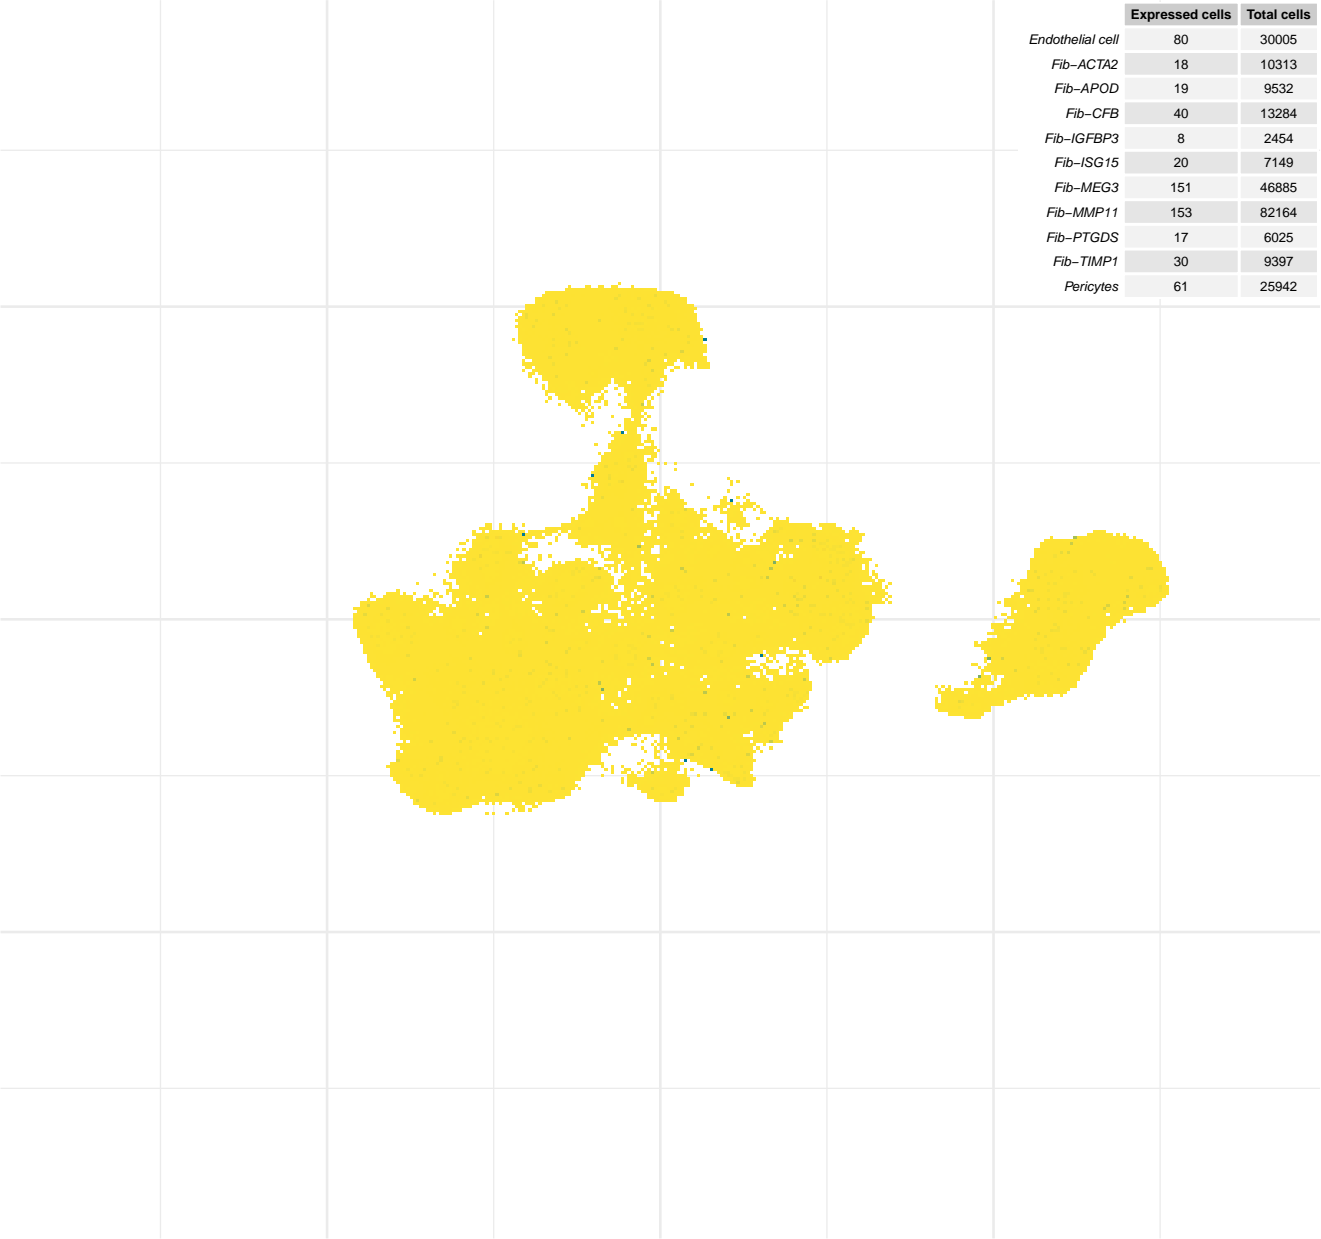 Expressed cells Total cells
Endothelial cell 80 30005
Fib−ACTA2 18 10313
Fib−APOD 19 9532
Fib−CFB 40 13284
Fib−IGFBP3 8 2454
Fib−ISG15 20 7149
Fib−MEG3 151 46885
Fib−MMP11 153 82164
Fib−PTGDS 17 6025
Fib−TIMP1 30 9397
Pericytes 61 25942